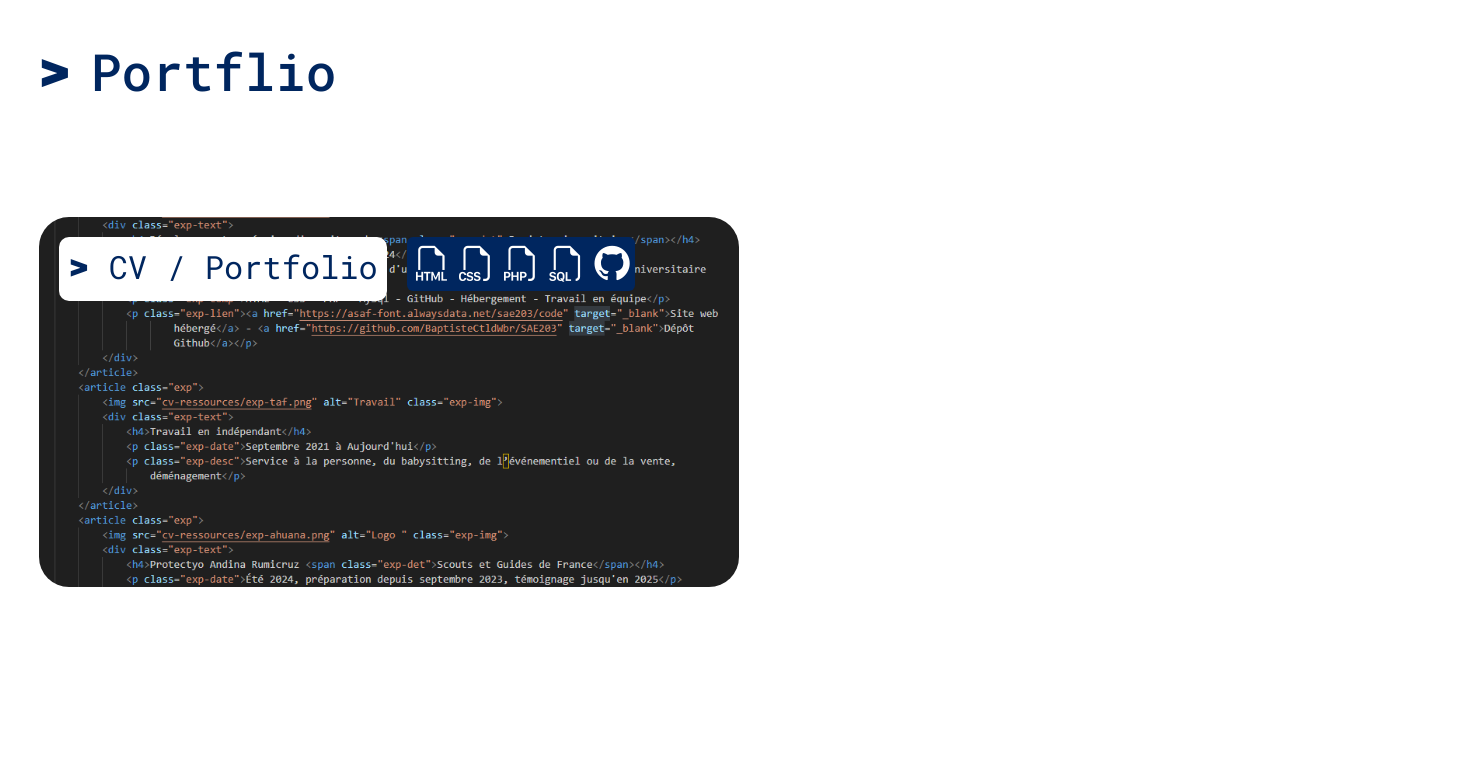 > Portflio
<div class="exp-text">
span
/span></h4>
> CV / Portfolio
HTML CSS PHP SQL
24</
d'u
niversitaire
- GitHub - Hébergement - Travail en équipe</p>
<p class="exp-lien"><a href="https://asaf-font.alwaysdata.net/sae203/code" target="_blank">Site web
hébergé</a> - <a href="https://github.com/BaptisteCtldWbr/SAE203" target="_blank">Dépôt
Github</a></p>
</div>
</article>
<article class="exp">
<img src="cv-ressources/exp-taf.png" alt="Travail" class="exp-img">
<div class="exp-text">
<h4>Travail en indépendant</h4>
<p class="exp-date">Septembre 2021 à Aujourd'hui</p>
<p class="exp-desc">Service à la personne, du babysitting, de l’événementiel ou de la vente,
déménagement</p>
</div>
</article>
<article class="exp">
<img src="cv-ressources/exp-ahuana.png" alt="Logo " class="exp-img">
<div class="exp-text">
<h4>Protectyo Andina Rumicruz <span class="exp-det">Scouts et Guides de France</span></h4>
<p class="exp-date">Été 2024, préparation depuis septembre 2023, témoignage jusqu'en 2025</p>